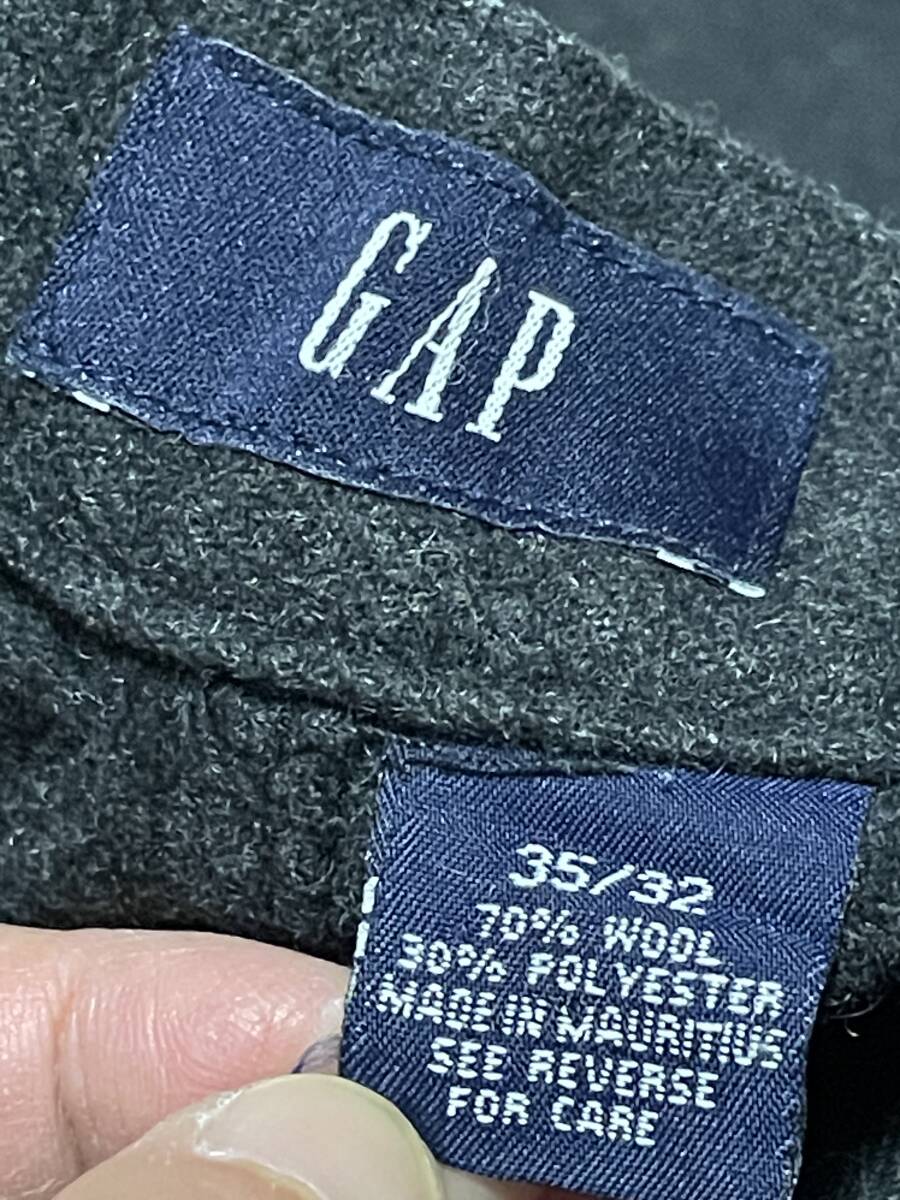 GAP
35/32
70% WOOL
30% POLYESTER
MADE IN MAURITIUS
SEE REVERSE
FOR CARE